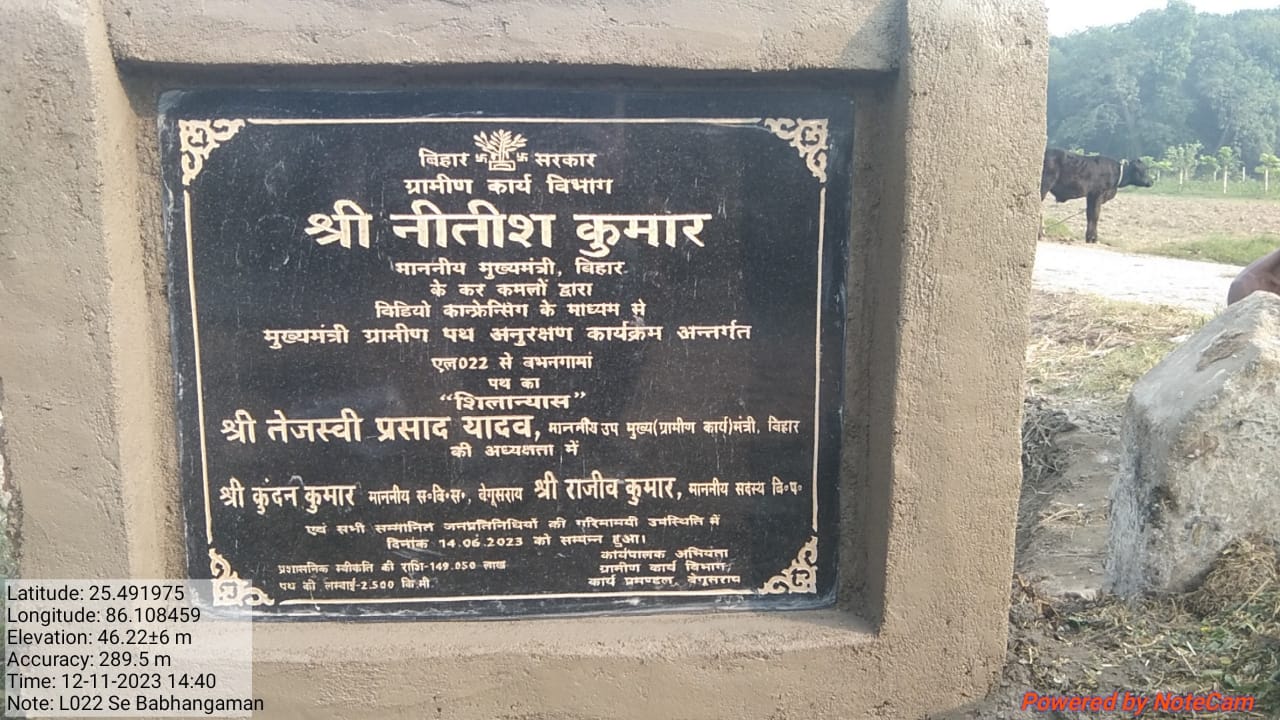 बिहार सरकार
ग्रामीण कार्य विभाग
श्री नीतीश कुमार
माननीय मुख्यमंत्री, बिहार
के कर कमलों द्वारा
विडियो कान्फ्रेन्सिंग के माध्यम से
मुख्यमंत्री ग्रामीण पथ अनुरक्षण कार्यक्रम अन्तर्गत
एल022 से बभनगामां
पथ का
“शिलान्यास”
श्री तेजस्वी प्रसाद यादव, माननीय उप मुख्य(ग्रामीण कार्य)मंत्री, बिहार
की अध्यक्षता में
श्री कुंदन कुमार माननीय स०वि०स०, बेगूसराय श्री राजीव कुमार, माननीय सदस्य वि०प०
एवं सभी सम्मानित जनप्रतिनिधियों की गरिमामयी उपस्थिति में
दिनांक 14.06.2023 को सम्पन्न हुआ।
प्रशासनिक स्वीकृति की राशि-149.050 लाख
पथ की लम्बाई-2.500 कि.मी.
कार्यपालक अभियंता
ग्रामीण कार्य विभाग,
कार्य प्रमण्डल, बेगूसराय
Latitude: 25.491975
Longitude: 86.108459
Elevation: 46.22±6 m
Accuracy: 289.5 m
Time: 12-11-2023 14:40
Note: L022 Se Babhangaman
Powered by NoteCam